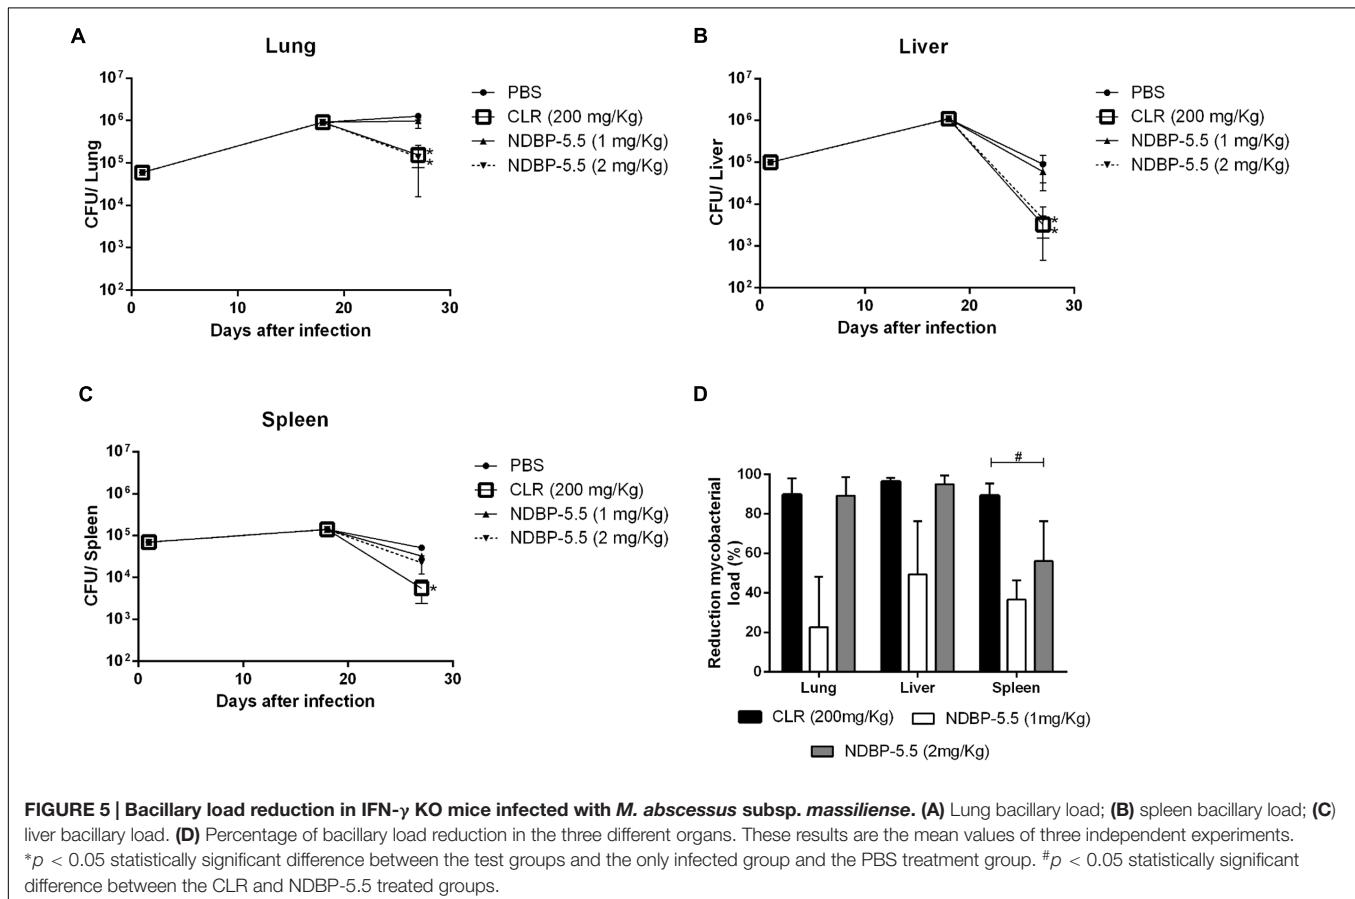 A
Lung
CFU/ Lung
10⁷
10⁶
10⁵
10⁴
10³
10²
0 10 20 30
Days after infection
PBS
CLR (200 mg/Kg)
NDBP-5.5 (1 mg/Kg)
NDBP-5.5 (2 mg/Kg)
*
*
B
Liver
CFU/ Liver
10⁷
10⁶
10⁵
10⁴
10³
10²
0 10 20 30
Days after infection
PBS
CLR (200 mg/Kg)
NDBP-5.5 (1 mg/Kg)
NDBP-5.5 (2 mg/Kg)
*
*
C
Spleen
CFU/ Spleen
10⁷
10⁶
10⁵
10⁴
10³
10²
0 10 20 30
Days after infection
PBS
CLR (200 mg/Kg)
NDBP-5.5 (1 mg/Kg)
NDBP-5.5 (2 mg/Kg)
*
D
Reduction mycobacterial
load (%)
100
80
60
40
20
0
#
Lung Liver Spleen
CLR (200mg/Kg) NDBP-5.5 (1mg/Kg)
NDBP-5.5 (2mg/Kg)
FIGURE 5 | Bacillary load reduction in IFN-γ KO mice infected with M. abscessus subsp. massiliense. (A) Lung bacillary load; (B) spleen bacillary load; (C)
liver bacillary load. (D) Percentage of bacillary load reduction in the three different organs. These results are the mean values of three independent experiments.
*p < 0.05 statistically significant difference between the test groups and the only infected group and the PBS treatment group. #p < 0.05 statistically significant
difference between the CLR and NDBP-5.5 treated groups.